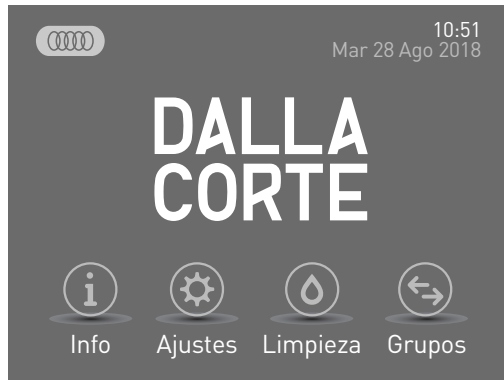 10:51
Mar 28 Ago 2018
DALLA
CORTE
Info Ajustes Limpieza Grupos